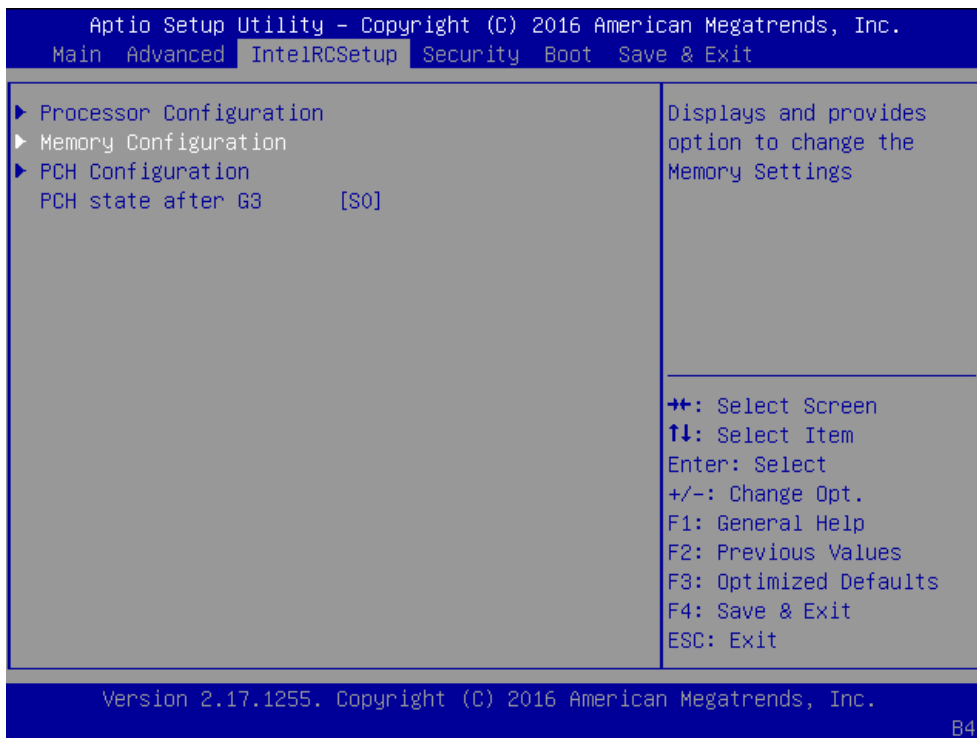 Aptio Setup Utility – Copyright (C) 2016 American Megatrends, Inc.
Main Advanced IntelRCSetup Security Boot Save & Exit
▶ Processor Configuration
▶ Memory Configuration
▶ PCH Configuration
PCH state after G3 [S0]
Displays and provides
option to change the
Memory Settings
→←: Select Screen
↑↓: Select Item
Enter: Select
+/-: Change Opt.
F1: General Help
F2: Previous Values
F3: Optimized Defaults
F4: Save & Exit
ESC: Exit
Version 2.17.1255. Copyright (C) 2016 American Megatrends, Inc.
B4